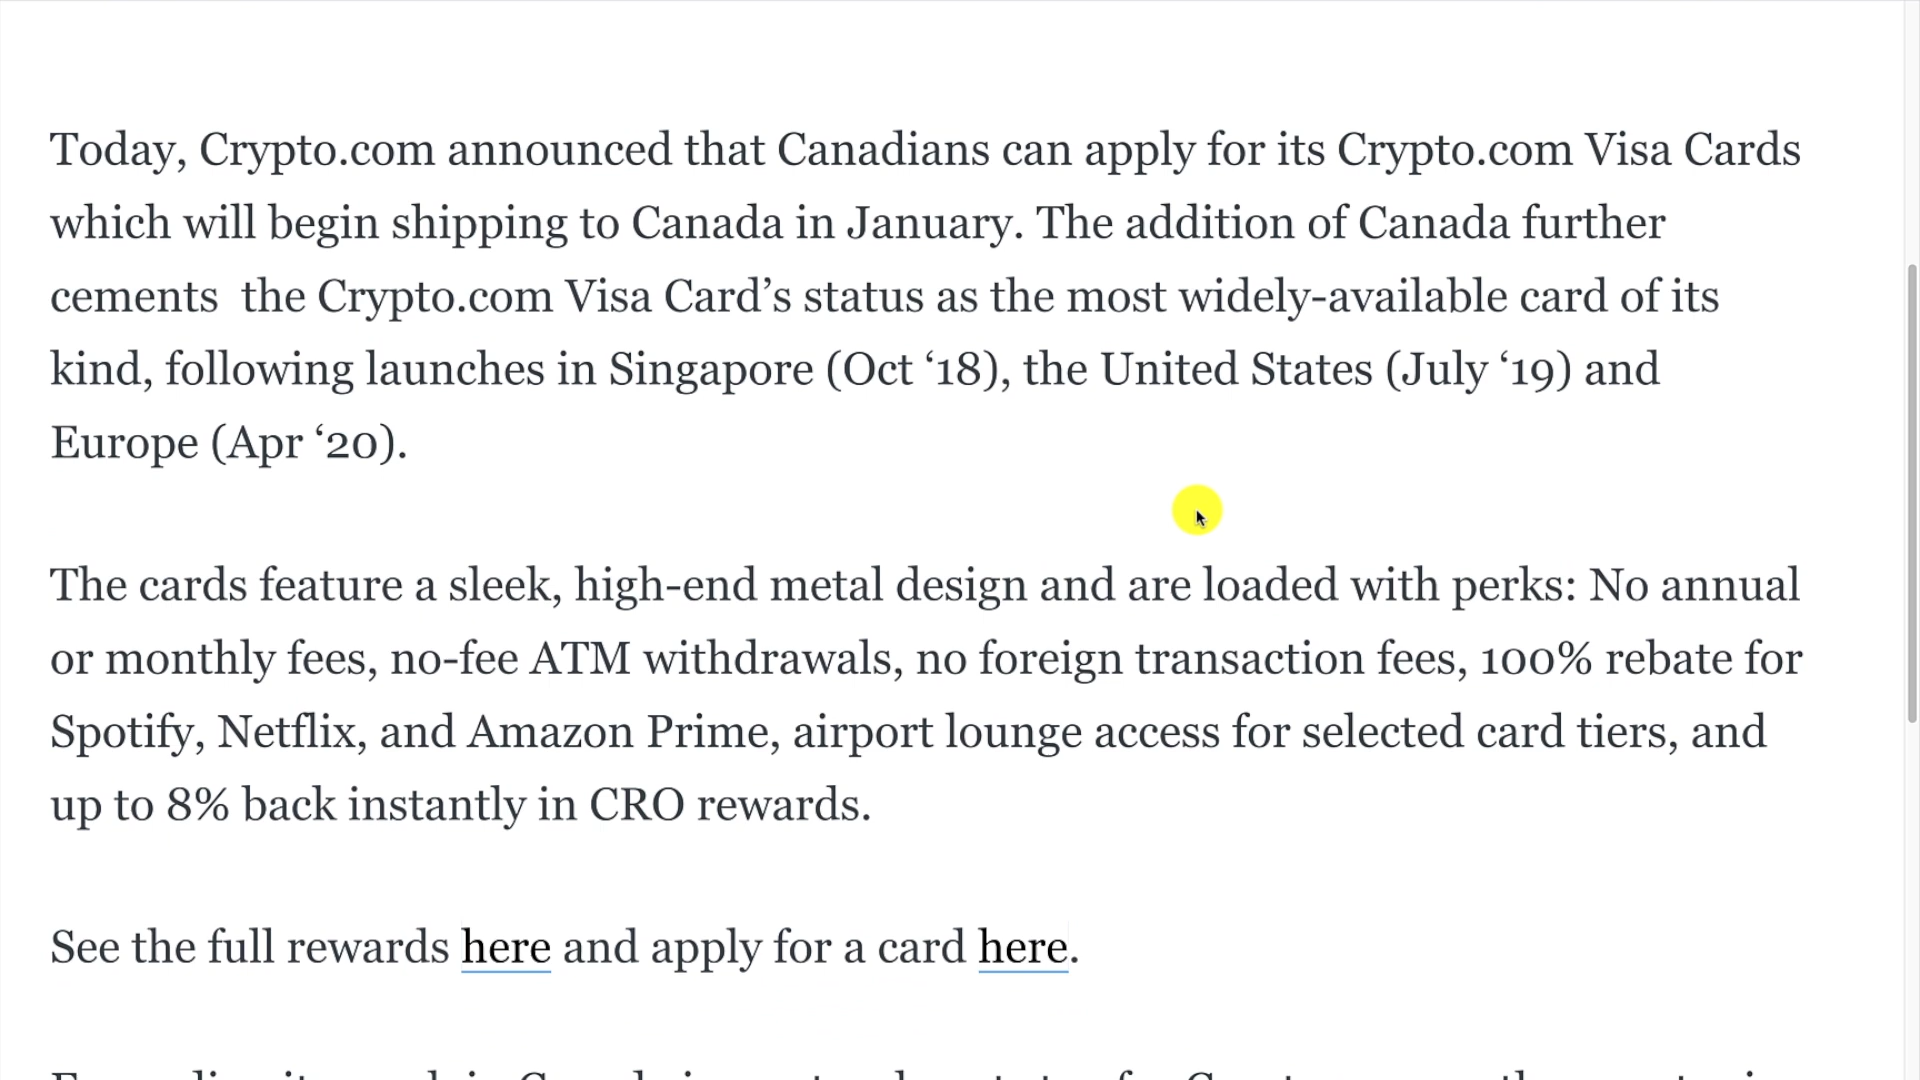 Today, Crypto.com announced that Canadians can apply for its Crypto.com Visa Cards
which will begin shipping to Canada in January. The addition of Canada further
cements  the Crypto.com Visa Card’s status as the most widely-available card of its
kind, following launches in Singapore (Oct ‘18), the United States (July ‘19) and
Europe (Apr ‘20).
The cards feature a sleek, high-end metal design and are loaded with perks: No annual
or monthly fees, no-fee ATM withdrawals, no foreign transaction fees, 100% rebate for
Spotify, Netflix, and Amazon Prime, airport lounge access for selected card tiers, and
up to 8% back instantly in CRO rewards.
See the full rewards here and apply for a card here.